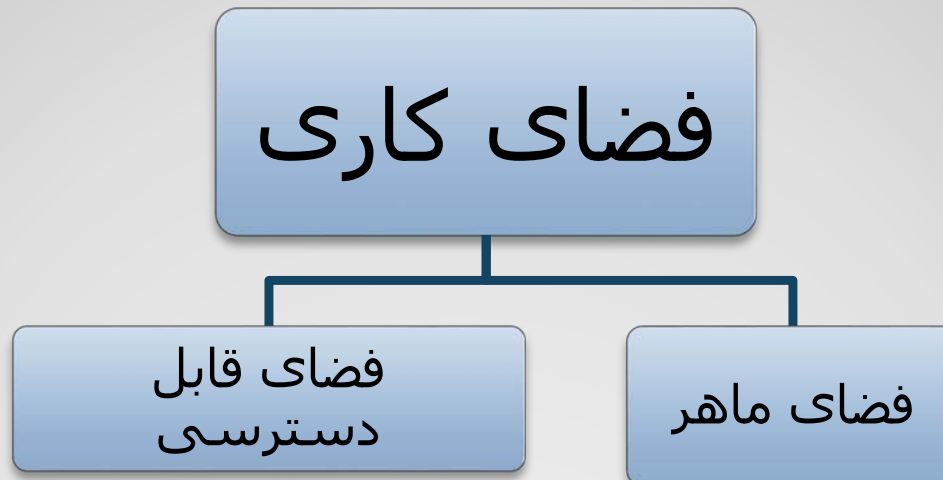 فضای کاری
فضای ماهر
فضای قابل
دسترسی